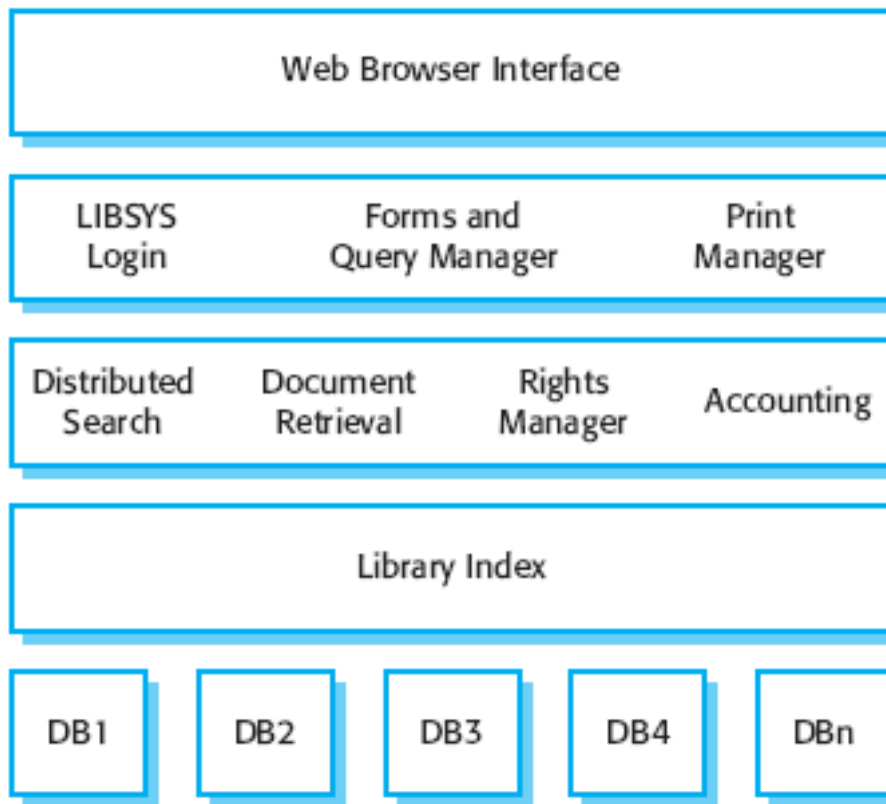 Web Browser Interface
LIBSYS
Login
Forms and
Query Manager
Print
Manager
Distributed
Search
Document
Retrieval
Rights
Manager
Accounting
Library Index
DB1
DB2
DB3
DB4
DBn